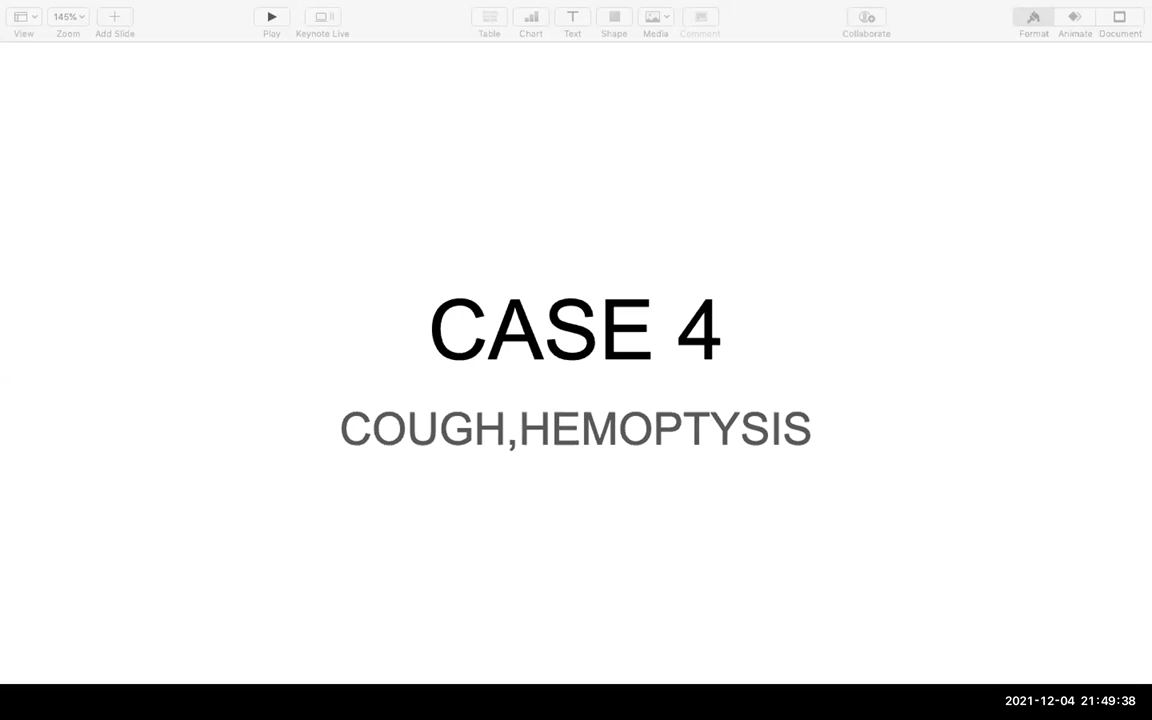 145%
View Zoom Add Slide Play Keynote Live Table Chart Text Shape Media Comment Collaborate Format Animate Document
CASE 4
COUGH,HEMOPTYSIS
2021-12-04 21:49:38